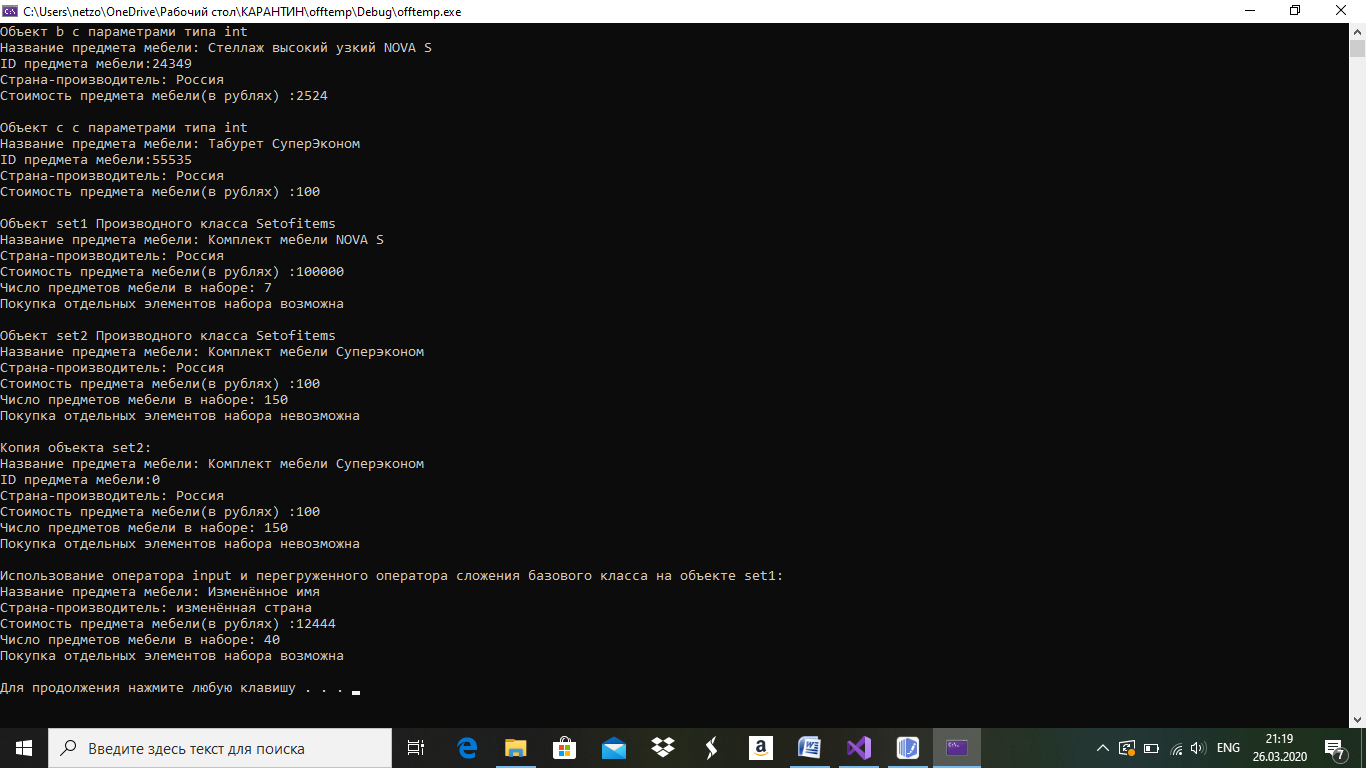 C:\Users\netzo\OneDrive\Рабочий стол\КАРАНТИН\offtemp\Debug\offtemp.exe
Объект b с параметрами типа int
Название предмета мебели: Стеллаж высокий узкий NOVA S
ID предмета мебели:24349
Страна-производитель: Россия
Стоимость предмета мебели(в рублях) :2524
Объект c с параметрами типа int
Название предмета мебели: Табурет СуперЭконом
ID предмета мебели:55535
Страна-производитель: Россия
Стоимость предмета мебели(в рублях) :100
Объект set1 Производного класса Setofitems
Название предмета мебели: Комплект мебели NOVA S
Страна-производитель: Россия
Стоимость предмета мебели(в рублях) :100000
Число предметов мебели в наборе: 7
Покупка отдельных элементов набора возможна
Объект set2 Производного класса Setofitems
Название предмета мебели: Комплект мебели Суперэконом
Страна-производитель: Россия
Стоимость предмета мебели(в рублях) :100
Число предметов мебели в наборе: 150
Покупка отдельных элементов набора невозможна
Копия объекта set2:
Название предмета мебели: Комплект мебели Суперэконом
ID предмета мебели:0
Страна-производитель: Россия
Стоимость предмета мебели(в рублях) :100
Число предметов мебели в наборе: 150
Покупка отдельных элементов набора невозможна
Использование оператора input и перегруженного оператора сложения базового класса на объекте set1:
Название предмета мебели: Изменённое имя
Страна-производитель: изменённая страна
Стоимость предмета мебели(в рублях) :12444
Число предметов мебели в наборе: 40
Покупка отдельных элементов набора возможна
Для продолжения нажмите любую клавишу . . .
Введите здесь текст для поиска
ENG
21:19
26.03.2020
7